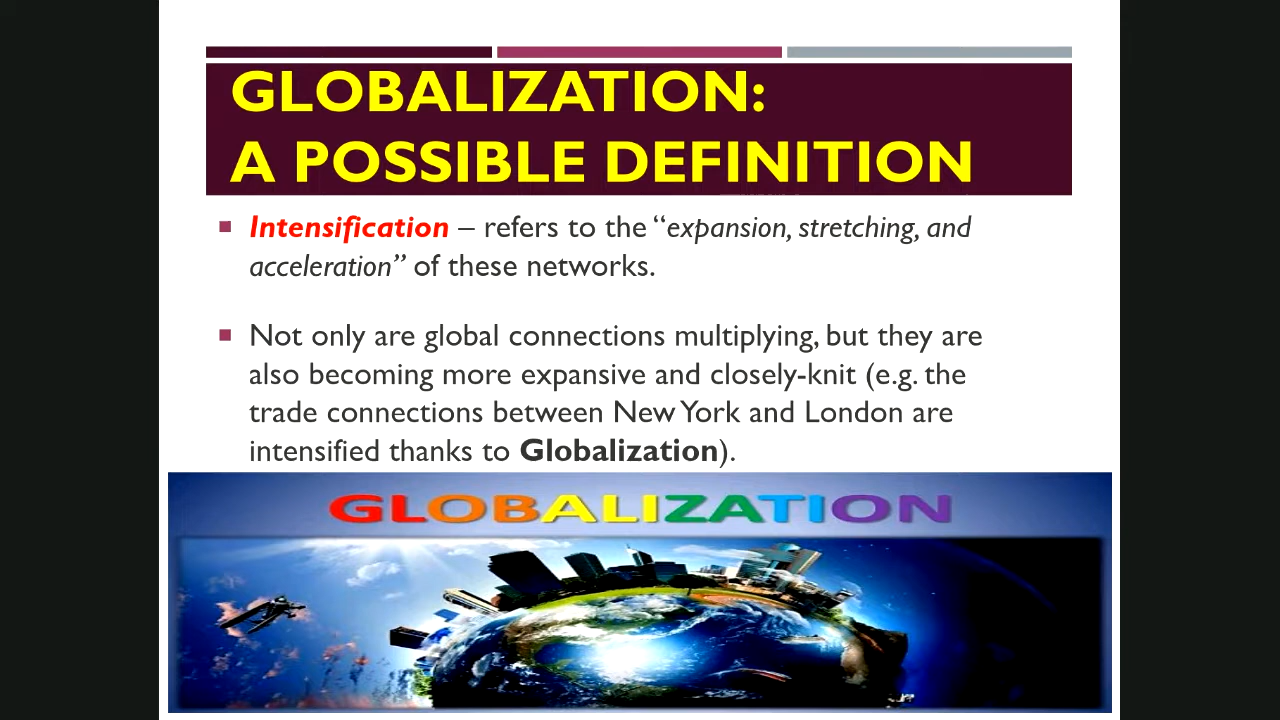 GLOBALIZATION:
A POSSIBLE DEFINITION
Intensification – refers to the “expansion, stretching, and
acceleration” of these networks.
Not only are global connections multiplying, but they are
also becoming more expansive and closely-knit (e.g. the
trade connections between New York and London are
intensified thanks to Globalization).
GLOBALIZATION